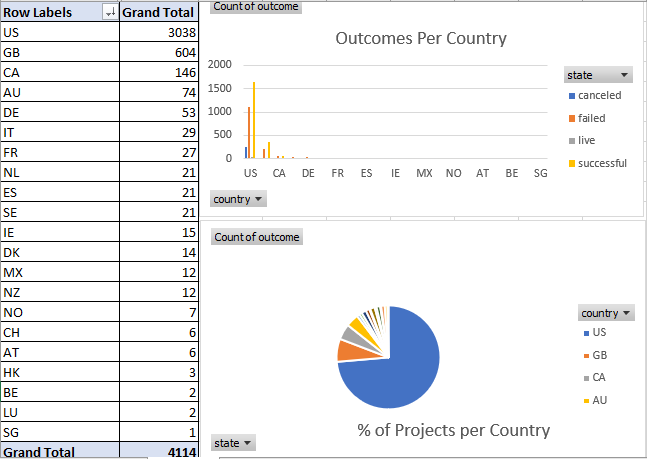 Row Labels Grand Total
US 3038
GB 604
CA 146
AU 74
DE 53
IT 29
FR 27
NL 21
ES 21
SE 21
IE 15
DK 14
MX 12
NZ 12
NO 7
CH 6
AT 6
HK 3
BE 2
LU 2
SG 1
Grand Total 4114
Count of outcome
Outcomes Per Country
2000
1500
1000
500
0
US CA DE FR ES IE MX NO AT BE SG
state
canceled
failed
live
successful
country
Count of outcome
country
US
GB
CA
AU
% of Projects per Country
state